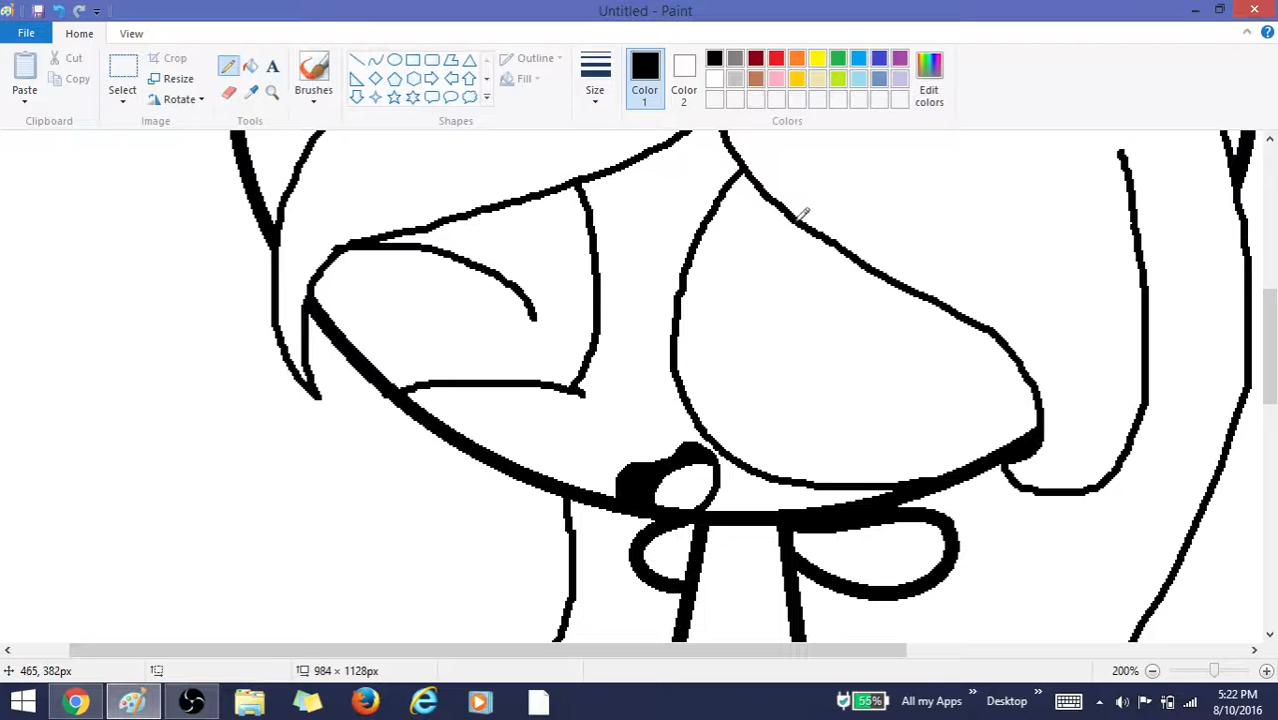 Untitled - Paint
File
Home
View
Paste
Cut
Copy
Clipboard
Select
Crop
Resize
Rotate
Image
A
Tools
Brushes
Shapes
Outline
Fill
Size
Color 1
Color 2
Edit colors
Colors
465, 382px
984 × 1128px
200%
55%
All my Apps
Desktop
5:22 PM
8/10/2016